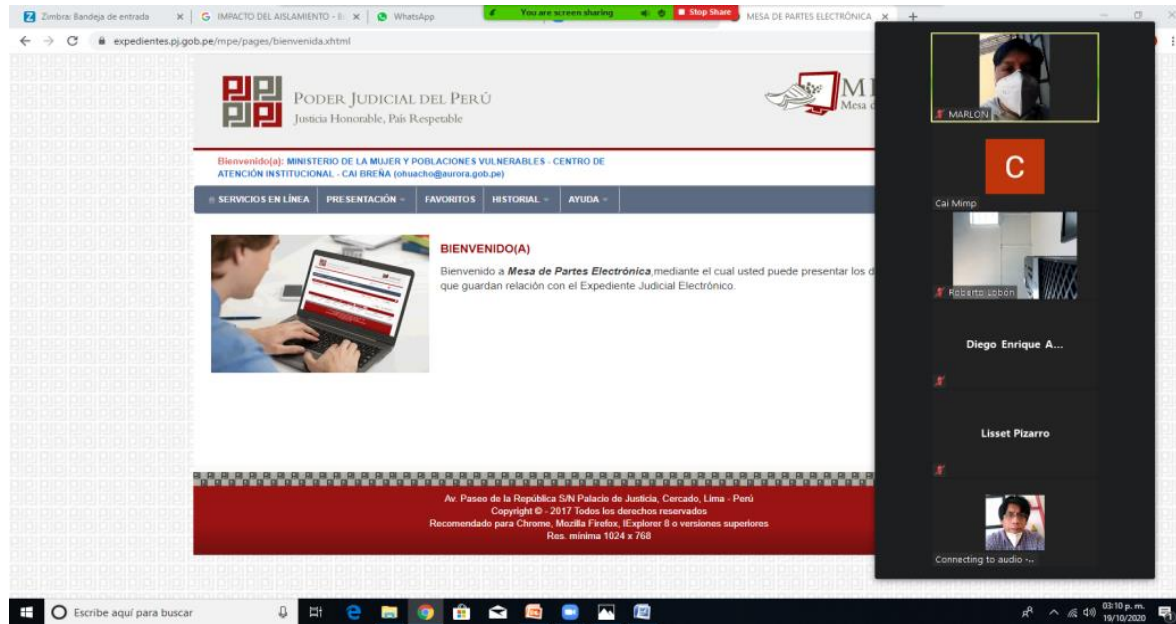 Zimbra: Bandeja de entrada
IMPACTO DEL AISLAMIENTO -
WhatsApp
You are screen sharing
Stop Share
MESA DE PARTES ELECTRÓNICA
expedientes.pj.gob.pe/mpe/pages/bienvenida.xhtml
PODER JUDICIAL DEL PERÚ
Justicia Honorable, País Respetable
Mesa d
Bienvenido(a): MINISTERIO DE LA MUJER Y POBLACIONES VULNERABLES - CENTRO DE
ATENCIÓN INSTITUCIONAL - CAI BREÑA (ohuacho@aurora.gob.pe)
SERVICIOS EN LÍNEA
PRESENTACIÓN
FAVORITOS
HISTORIAL
AYUDA
BIENVENIDO(A)
Bienvenido a Mesa de Partes Electrónica,mediante el cual usted puede presentar los d
que guardan relación con el Expediente Judicial Electrónico.
Av. Paseo de la República S/N Palacio de Justicia, Cercado, Lima - Perú
Copyright © - 2017 Todos los derechos reservados
Recomendado para Chrome, Mozilla Firefox, IExplorer 8 o versiones superiores
Res. mínima 1024 x 768
MARLON
C
Cai Mimp
Roberto Lobón
Diego Enrique A...
Lisset Pizarro
Connecting to audio ·..
Escribe aquí para buscar
03:10 p. m.
19/10/2020